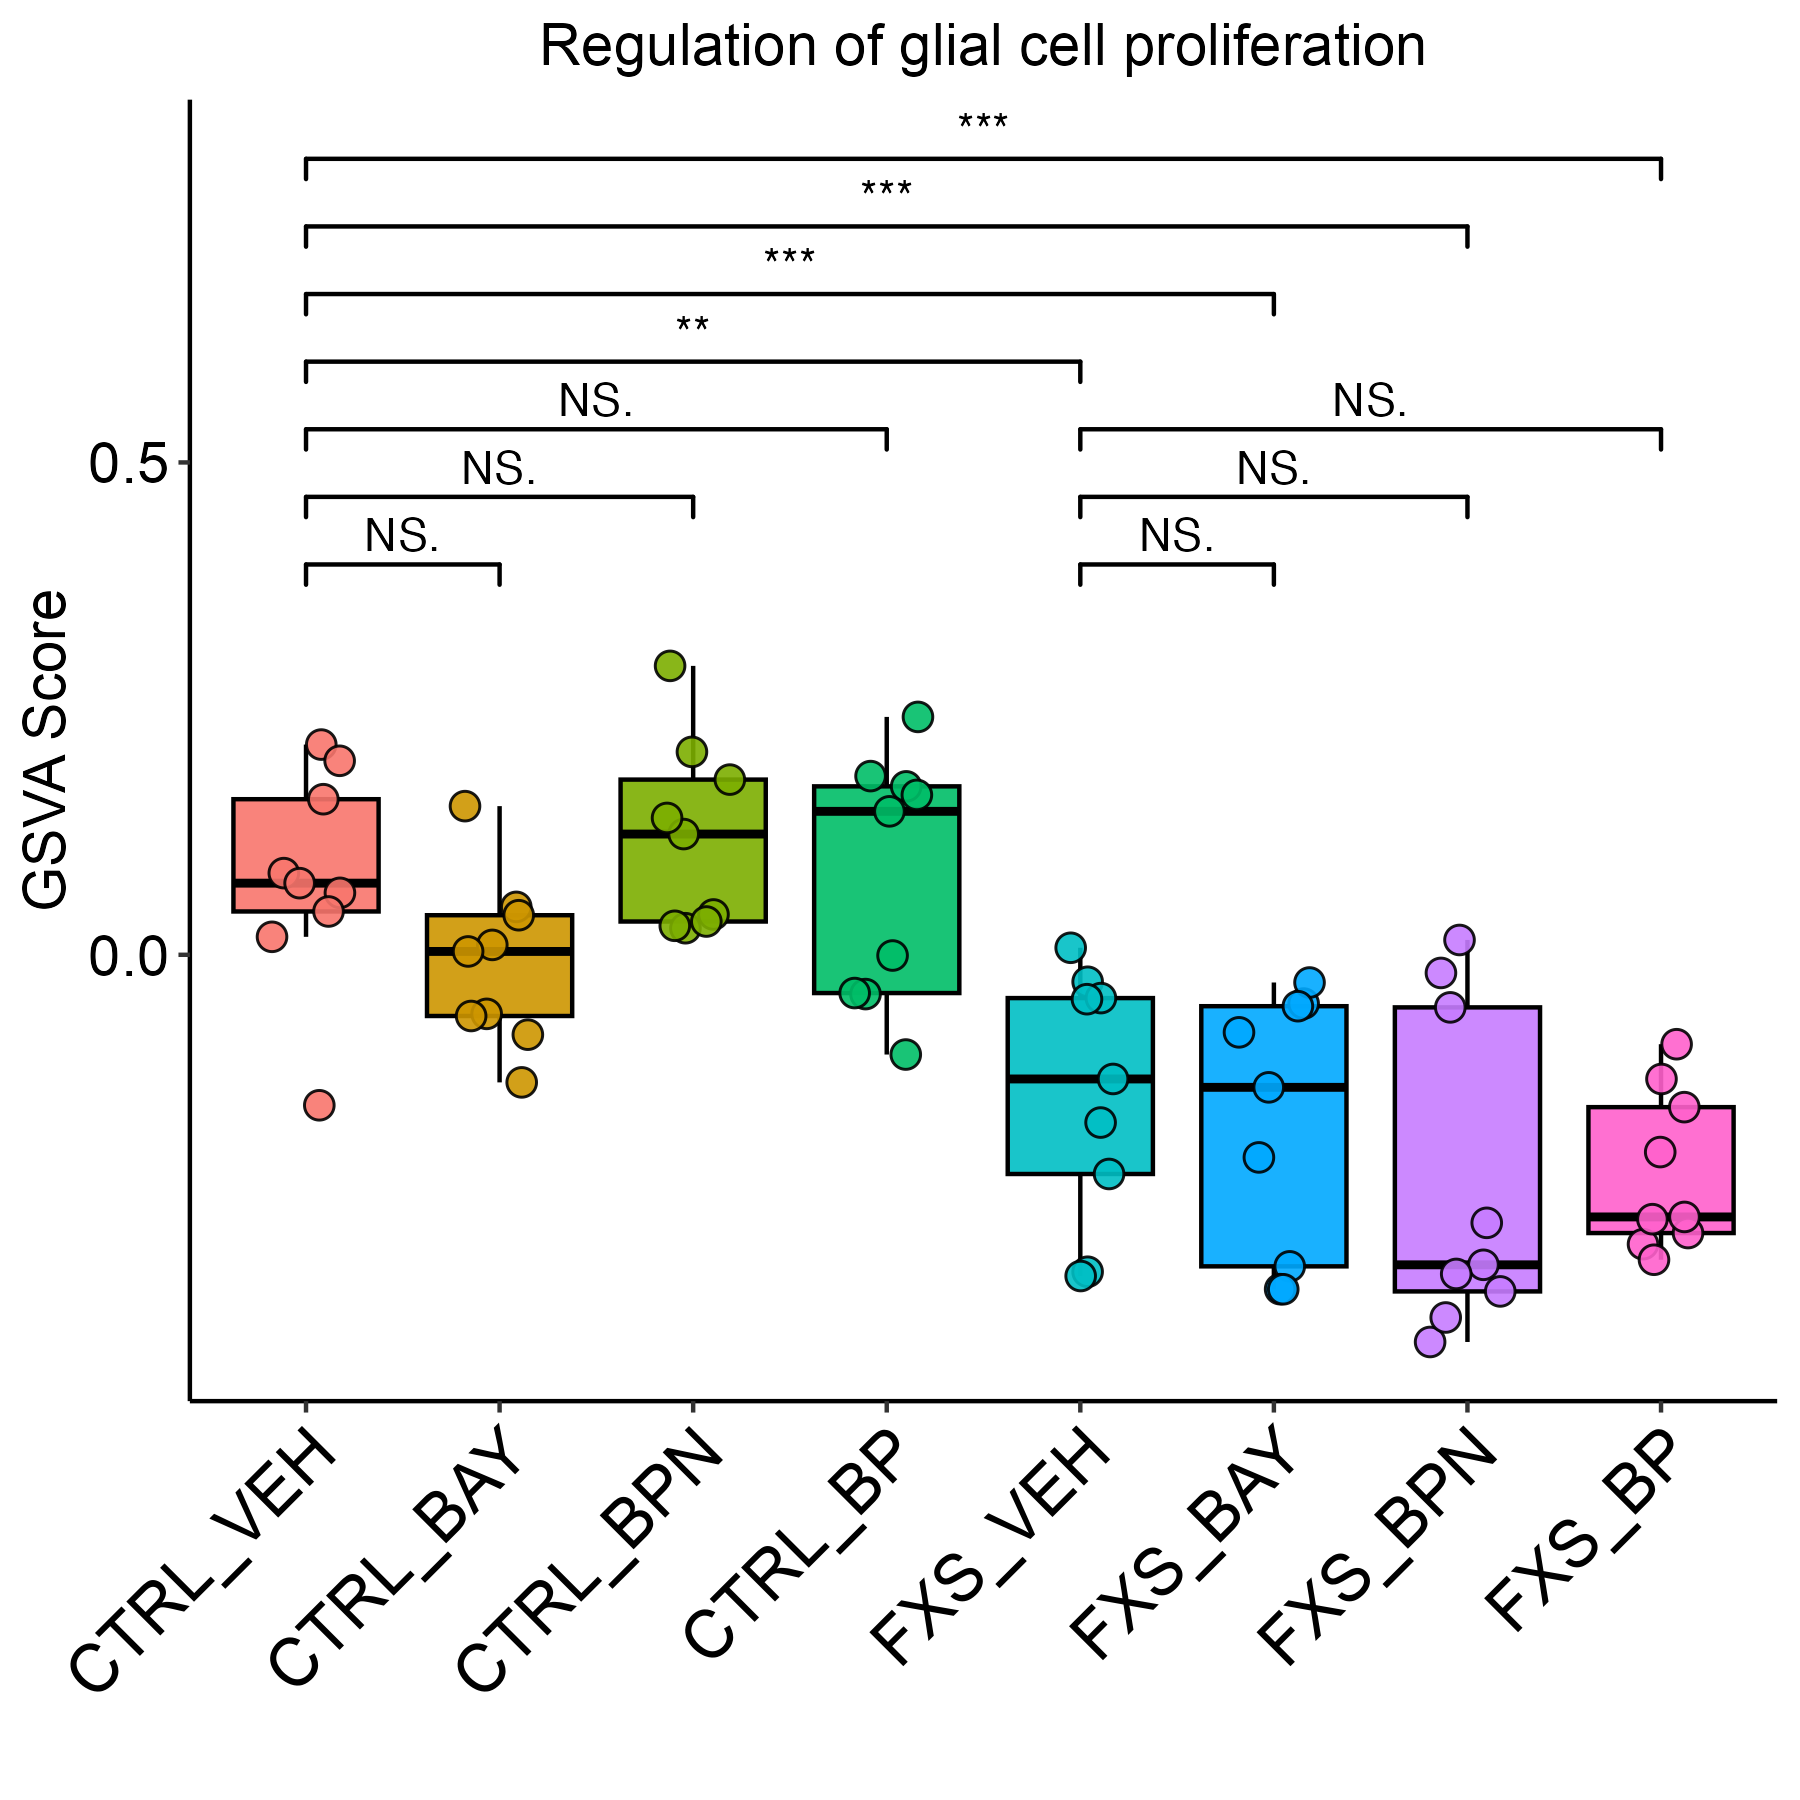 Regulation of glial cell proliferation
***
***
***
**
NS.
NS.
NS.
NS.
NS.
NS.
0.5
0.0
GSVA Score
CTRL_VEH
CTRL_BAY
CTRL_BPN
CTRL_BP
FXS_VEH
FXS_BAY
FXS_BPN
FXS_BP